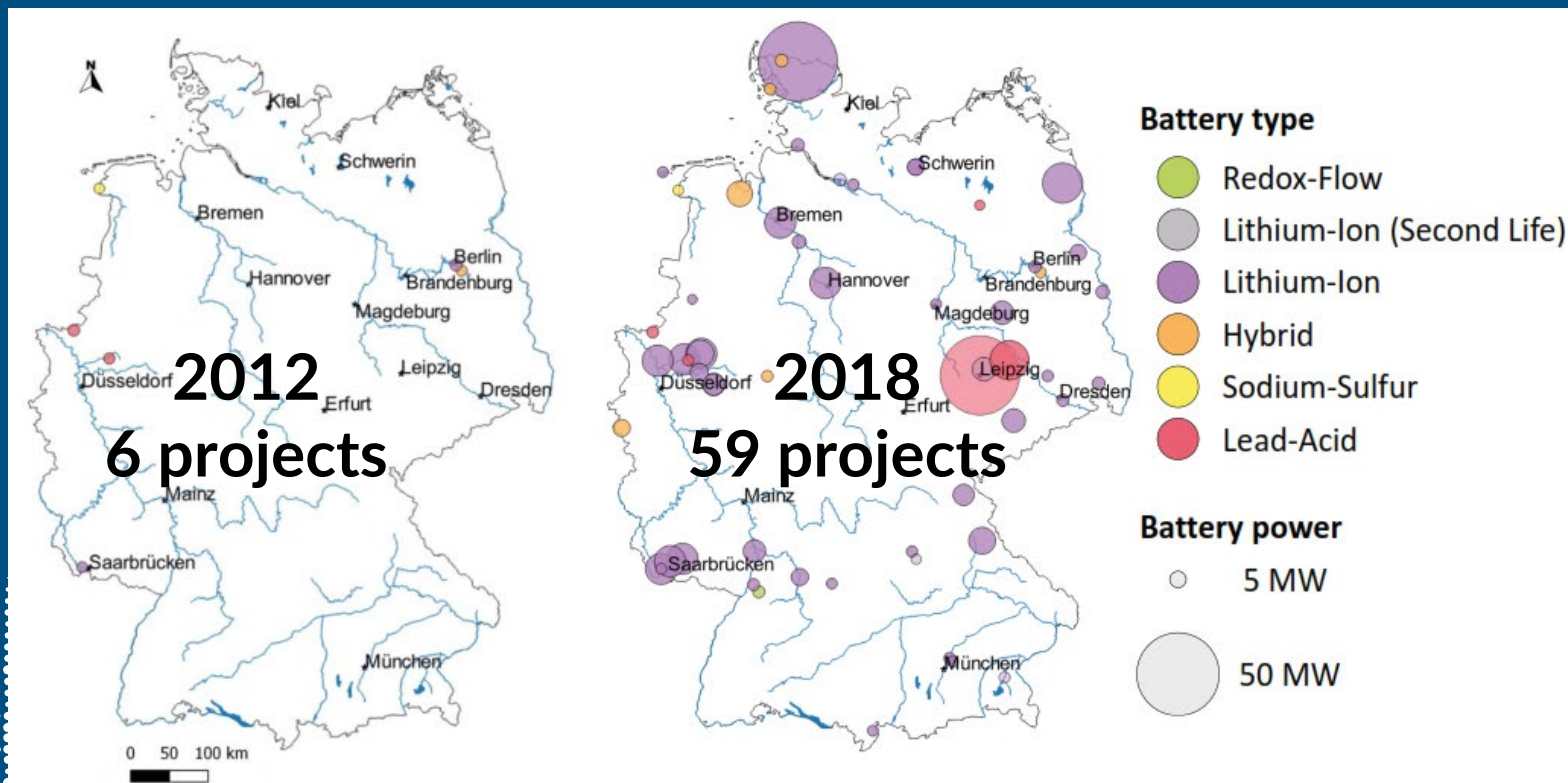 N
Kiel
Schwerin
Bremen
Berlin
Hannover
Brandenburg
Magdeburg
2012
Leipzig
Düsseldorf
Dresden
Erfurt
6 projects
Mainz
Saarbrücken
München
0 50 100 km
Kiel
Schwerin
Bremen
Berlin
Hannover
Brandenburg
Magdeburg
2018
Leipzig
Düsseldorf
Dresden
Erfurt
59 projects
Mainz
Saarbrücken
München
Battery type
Redox-Flow
Lithium-Ion (Second Life)
Lithium-Ion
Hybrid
Sodium-Sulfur
Lead-Acid
Battery power
5 MW
50 MW